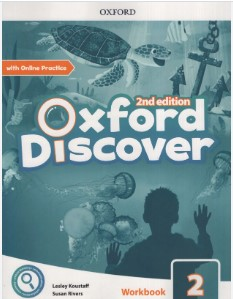 OXFORD
with Online Practice
2nd edition
Oxford
Discover
Lesley Koustaff
Susan Rivers
Workbook 2